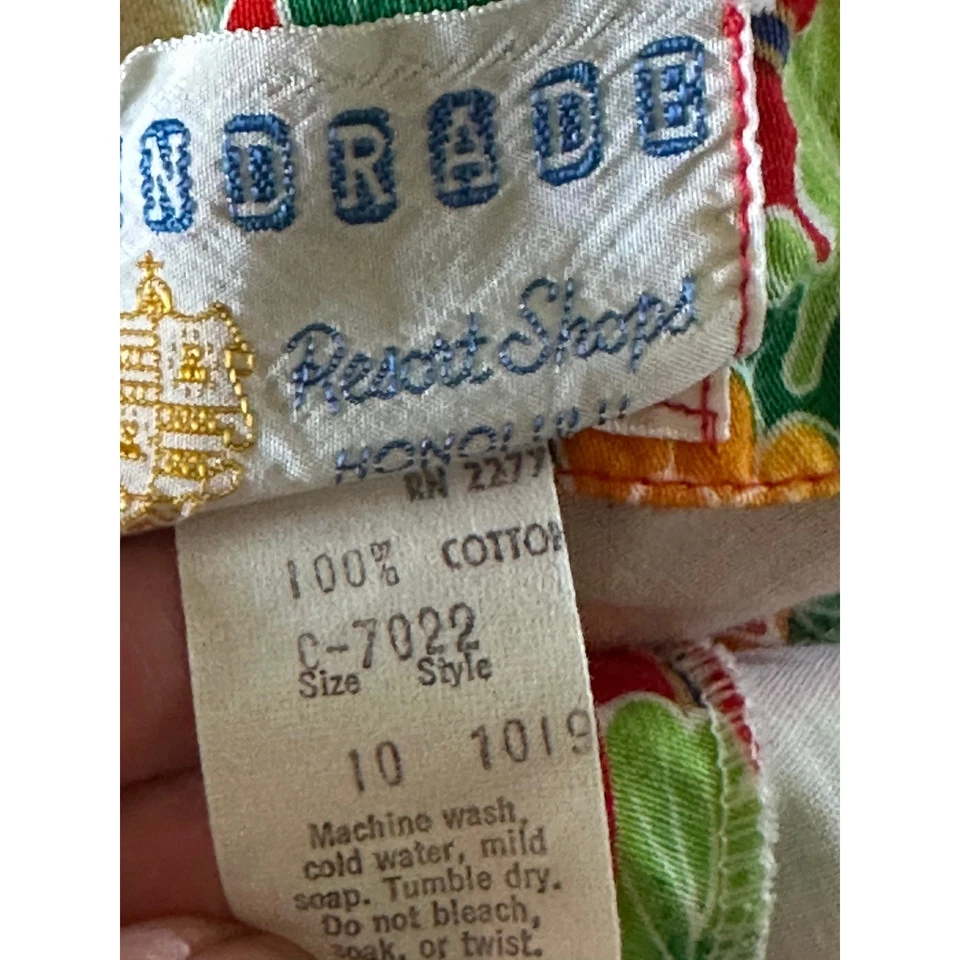 NDRADE
Resort Shops
HONOLULU
RN 2277
100% COTTON
C-7022
Size Style
10 1019
Machine wash,
cold water, mild
soap. Tumble dry.
Do not bleach,
soak, or twist.